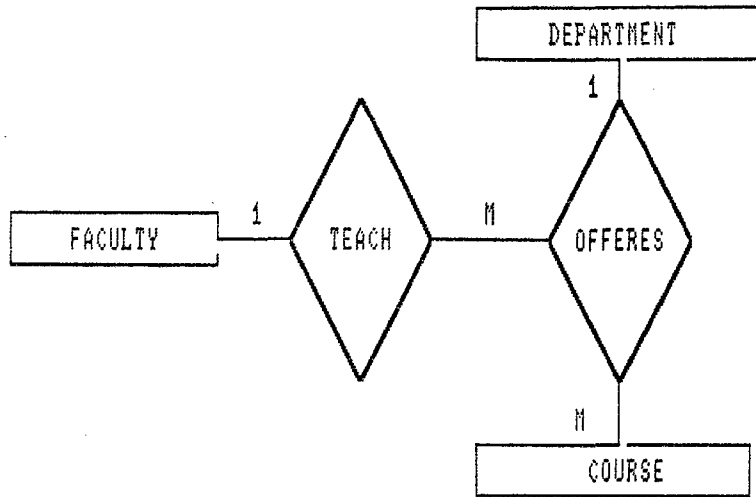 DEPARTMENT
1
1
M
FACULTY
TEACH
OFFERES
M
COURSE